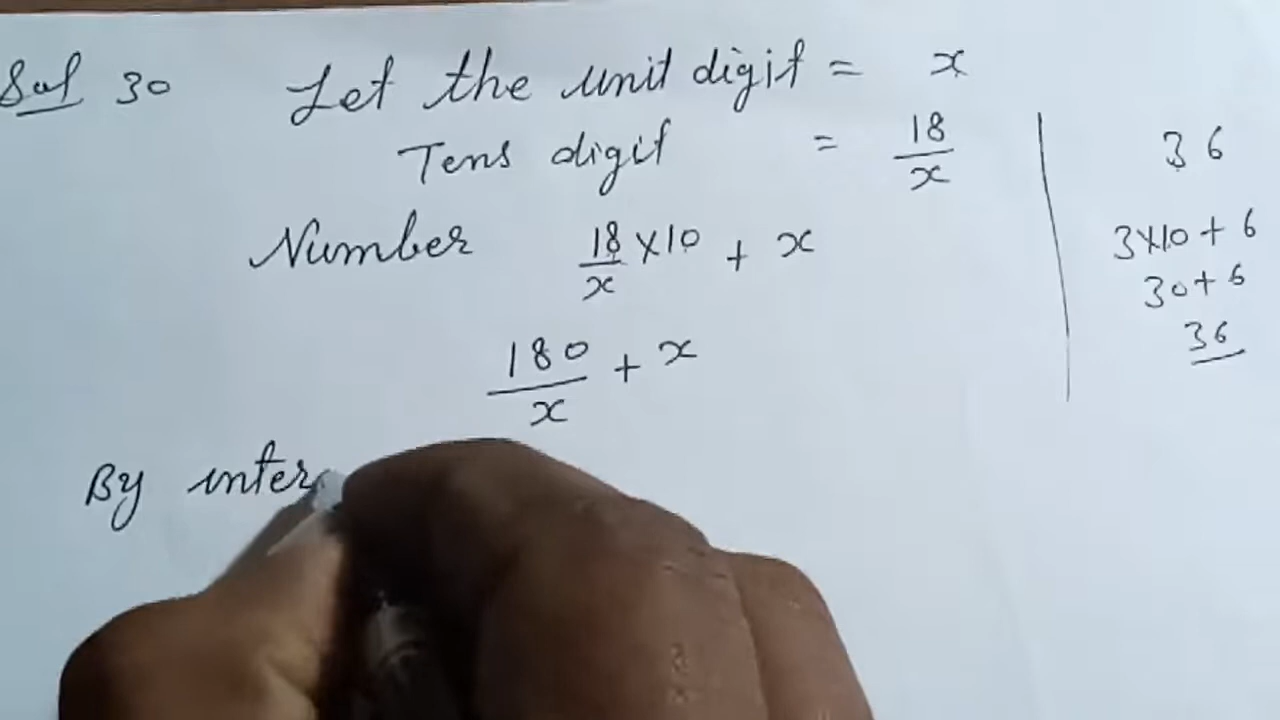 Sol 30 Let the unit digit = x
Tens digit = 18/x
Number 18/x × 10 + x
180/x + x
By inter
36
3×10 + 6
30 + 6
36